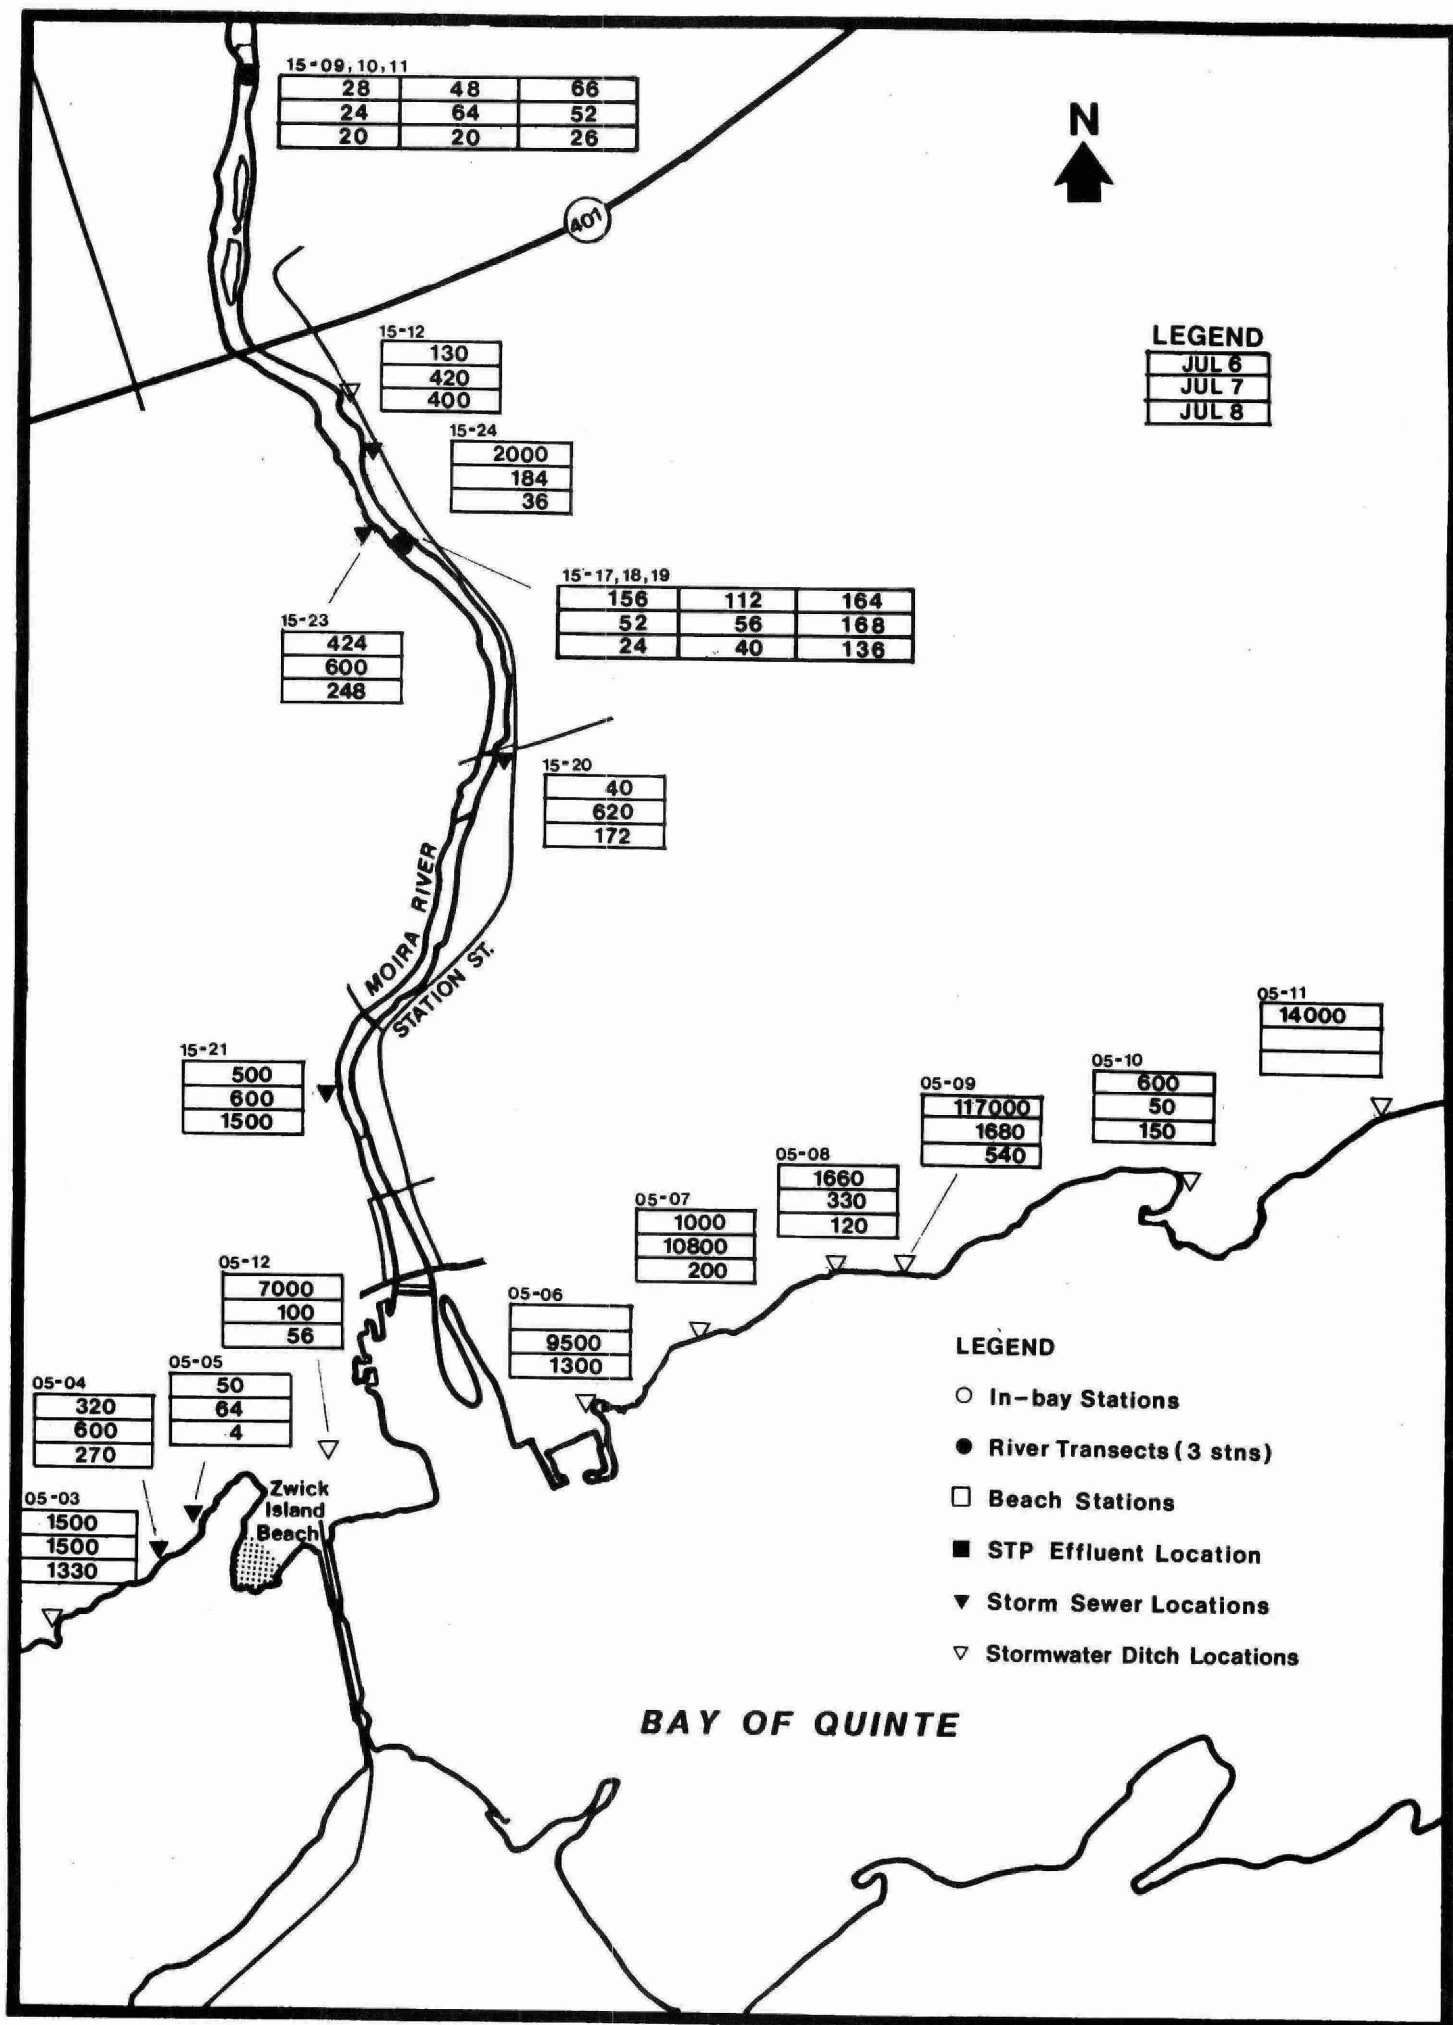 15-09, 10, 11
28 48 66
24 64 52
20 20 26
N
401
15-12
130
420
400
LEGEND
JUL 6
JUL 7
JUL 8
15-24
2000
184
36
15-17, 18, 19
156 112 164
52 56 168
24 40 136
15-23
424
600
248
15-20
40
620
172
MOIRA RIVER
STATION ST.
05-11
14000
15-21
500
600
1500
05-10
600
50
150
05-09
117000
1680
540
05-08
1660
330
120
05-07
1000
10800
200
05-12
7000
100
56
05-06
9500
1300
05-05
50
64
4
05-04
320
600
270
05-03
1500
1500
1330
Zwick
Island
Beach
LEGEND
In-bay Stations
River Transects (3 stns)
Beach Stations
STP Effluent Location
Storm Sewer Locations
Stormwater Ditch Locations
BAY OF QUINTE